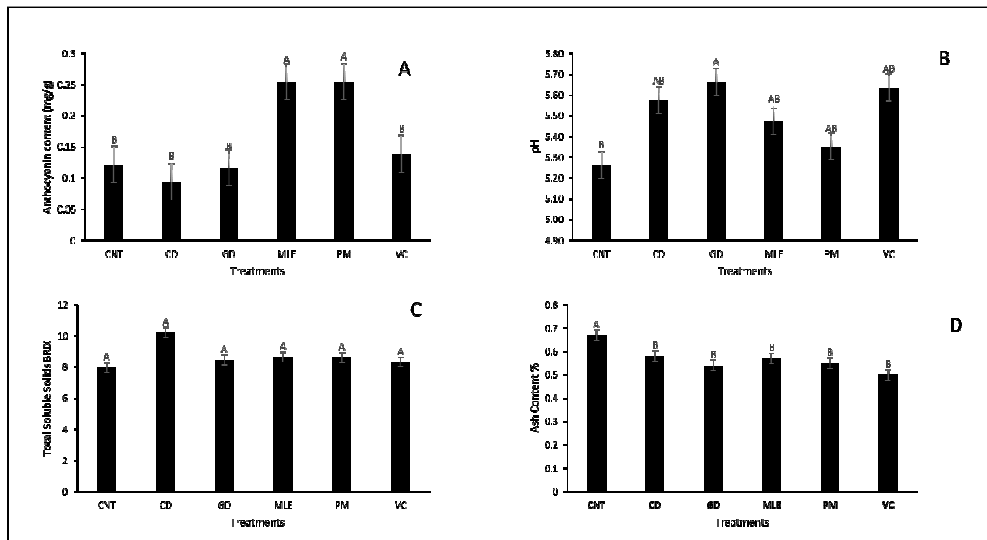 A
Anthocyanin content (mg/g)
0.3
0.25
0.2
0.15
0.1
0.05
0
B B B A A B
CNT CD GD MLE PM VC
Treatments
B
pH
5.80
5.70
5.60
5.50
5.40
5.30
5.20
5.10
5.00
4.90
B AB A AB AB AB
CNT CD GD MLE PM VC
Treatments
C
Total Soluble Solids BRIX
12
10
8
6
4
2
0
A A A A A A
CNT CD GD MLE PM VC
Treatments
D
Ash Content %
0.8
0.7
0.6
0.5
0.4
0.3
0.2
0.1
0
A B B B B B
CNT CD GD MLE PM VC
Treatments